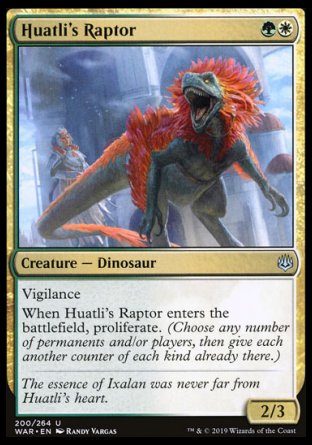 Huatli's Raptor
Creature — Dinosaur
Vigilance
When Huatli's Raptor enters the
battlefield, proliferate. (Choose any number
of permanents and/or players, then give each
another counter of each kind already there.)
The essence of Ixalan was never far from
Huatli's heart.
2/3
200/264 U
WAR • EN RANDY VARGAS
™ & © 2019 Wizards of the Coast